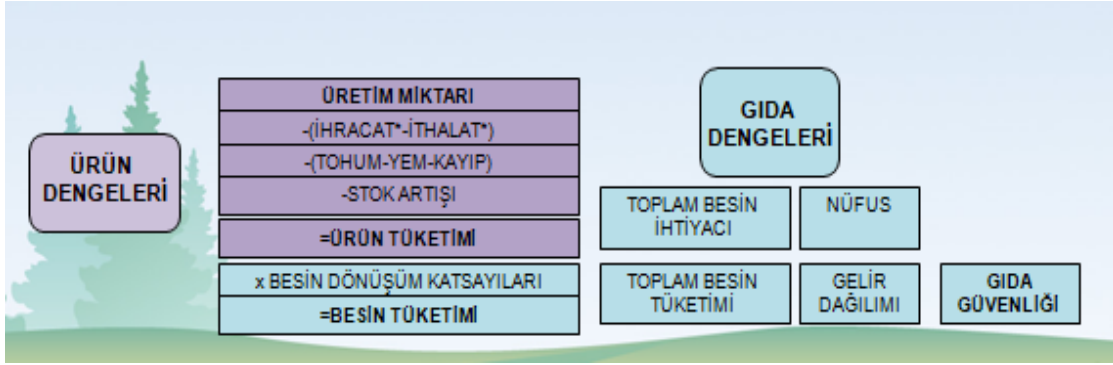 ÜRÜN
DENGELERİ
ÜRETİM MİKTARI
-(İHRACAT*-İTHALAT*)
-(TOHUM-YEM-KAYIP)
-STOK ARTIŞI
=ÜRÜN TÜKETİMİ
x BESİN DÖNÜŞÜM KATSAYILARI
=BESİN TÜKETİMİ
GIDA
DENGELERİ
TOPLAM BESİN
İHTİYACI
NÜFUS
TOPLAM BESİN
TÜKETİMİ
GELİR
DAĞILIMI
GIDA
GÜVENLİĞİ